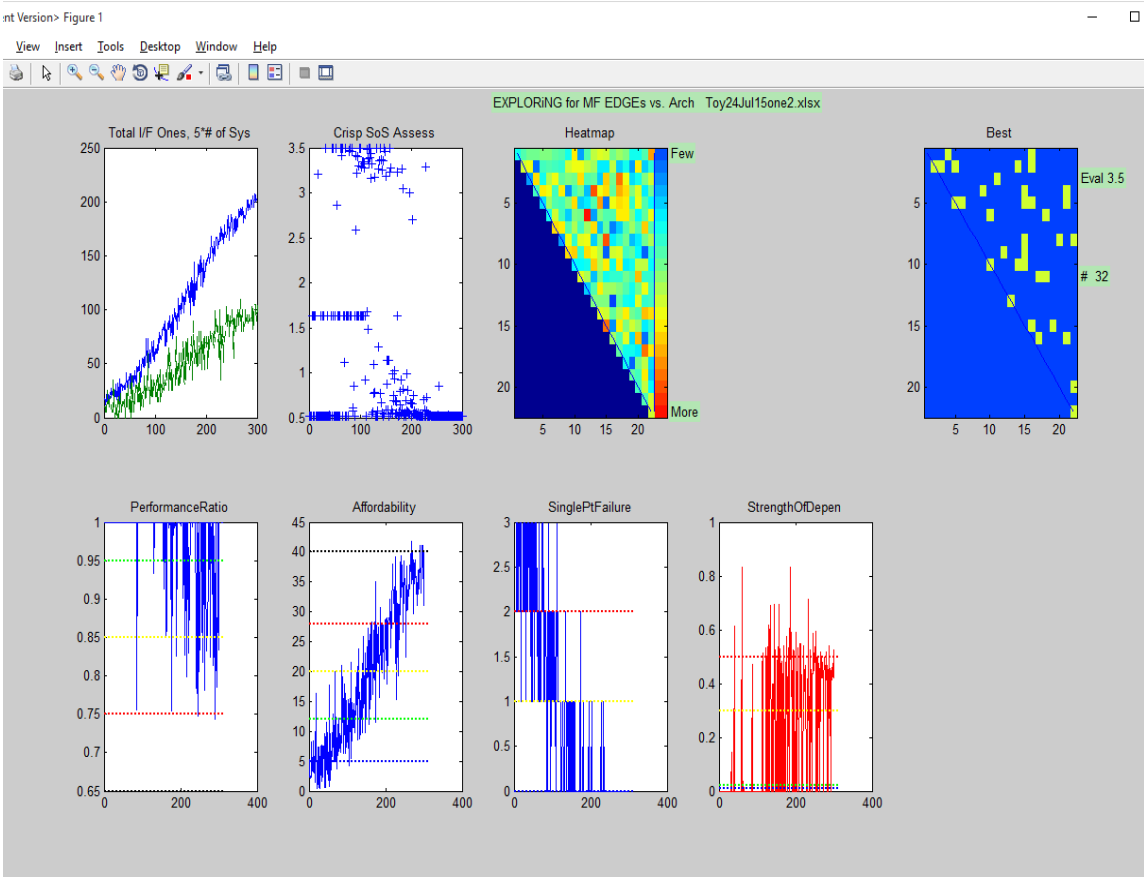 nt Version> Figure 1
View Insert Tools Desktop Window Help
EXPLORiNG for MF EDGEs vs. Arch Toy24Jul15one2.xlsx
Total I/F Ones, 5*# of Sys
250
200
150
100
50
0
0 100 200 300
Crisp SoS Assess
3.5
3
2.5
2
1.5
1
0.5
0 100 200 300
Heatmap
Few
5
10
15
20
More
5 10 15 20
Best
Eval 3.5
5
10
# 32
15
20
5 10 15 20
PerformanceRatio
1
0.95
0.9
0.85
0.8
0.75
0.7
0.65
0 200 400
Affordability
45
40
35
30
25
20
15
10
5
0
0 200 400
SinglePtFailure
3
2.5
2
1.5
1
0.5
0
0 200 400
StrengthOfDepen
1
0.8
0.6
0.4
0.2
0
0 200 400